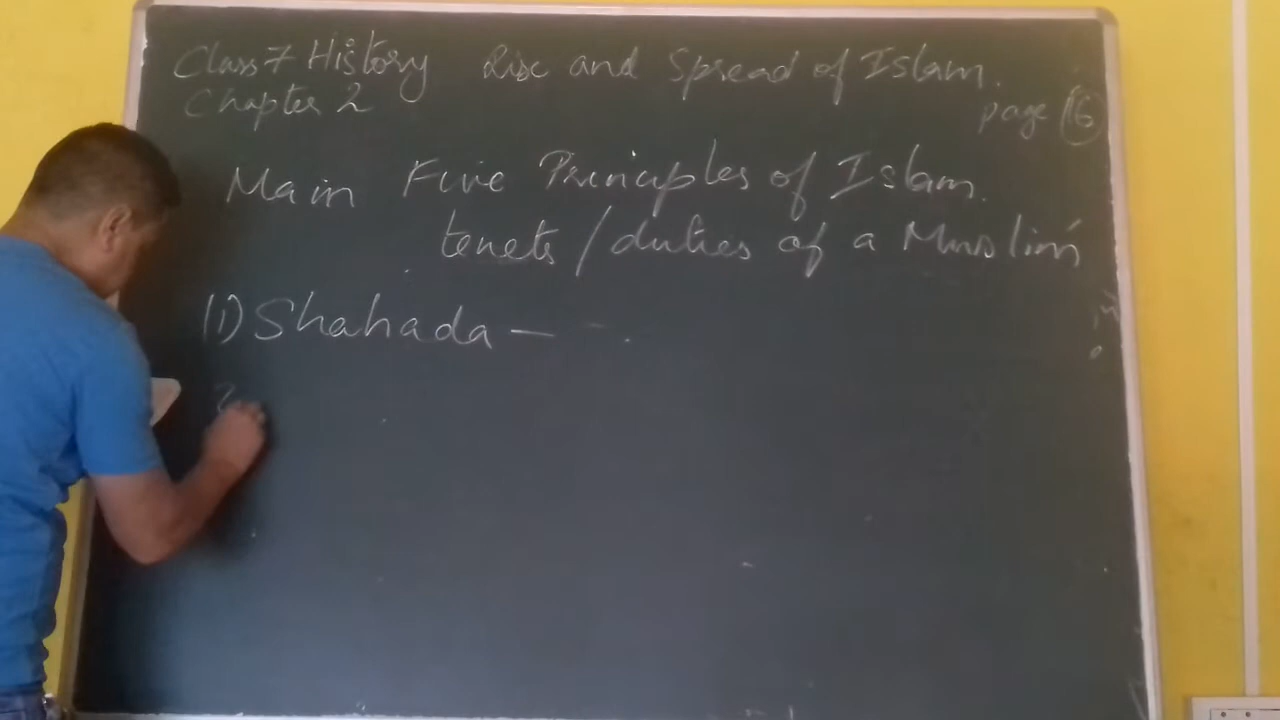 Class 7 History Rise and Spread of Islam.
Chapter 2
page 16
Main Five Principles of Islam.
tenets/duties of a Muslim
(1) Shahada —
2